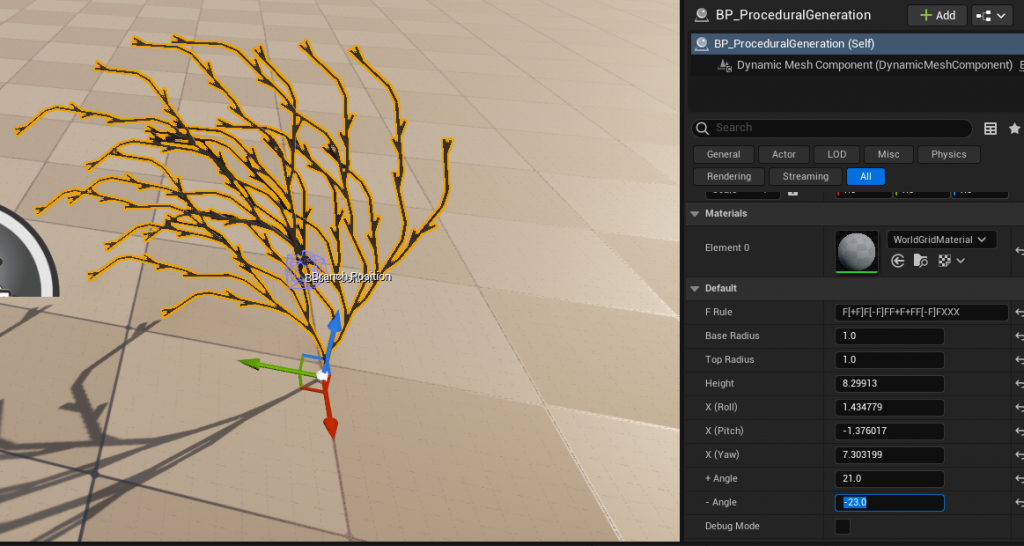 BP_ProceduralGeneration
+ Add
BP_ProceduralGeneration (Self)
Dynamic Mesh Component (DynamicMeshComponent)
Search
General
Actor
LOD
Misc
Physics
Rendering
Streaming
All
Materials
Element 0
WorldGridMaterial
Default
F Rule
F[+F]F[-F]FF+F+FF[-F]FXXX
Base Radius
1.0
Top Radius
1.0
Height
8.29913
X (Roll)
1.434779
X (Pitch)
-1.376017
X (Yaw)
7.303199
+ Angle
21.0
- Angle
-23.0
Debug Mode